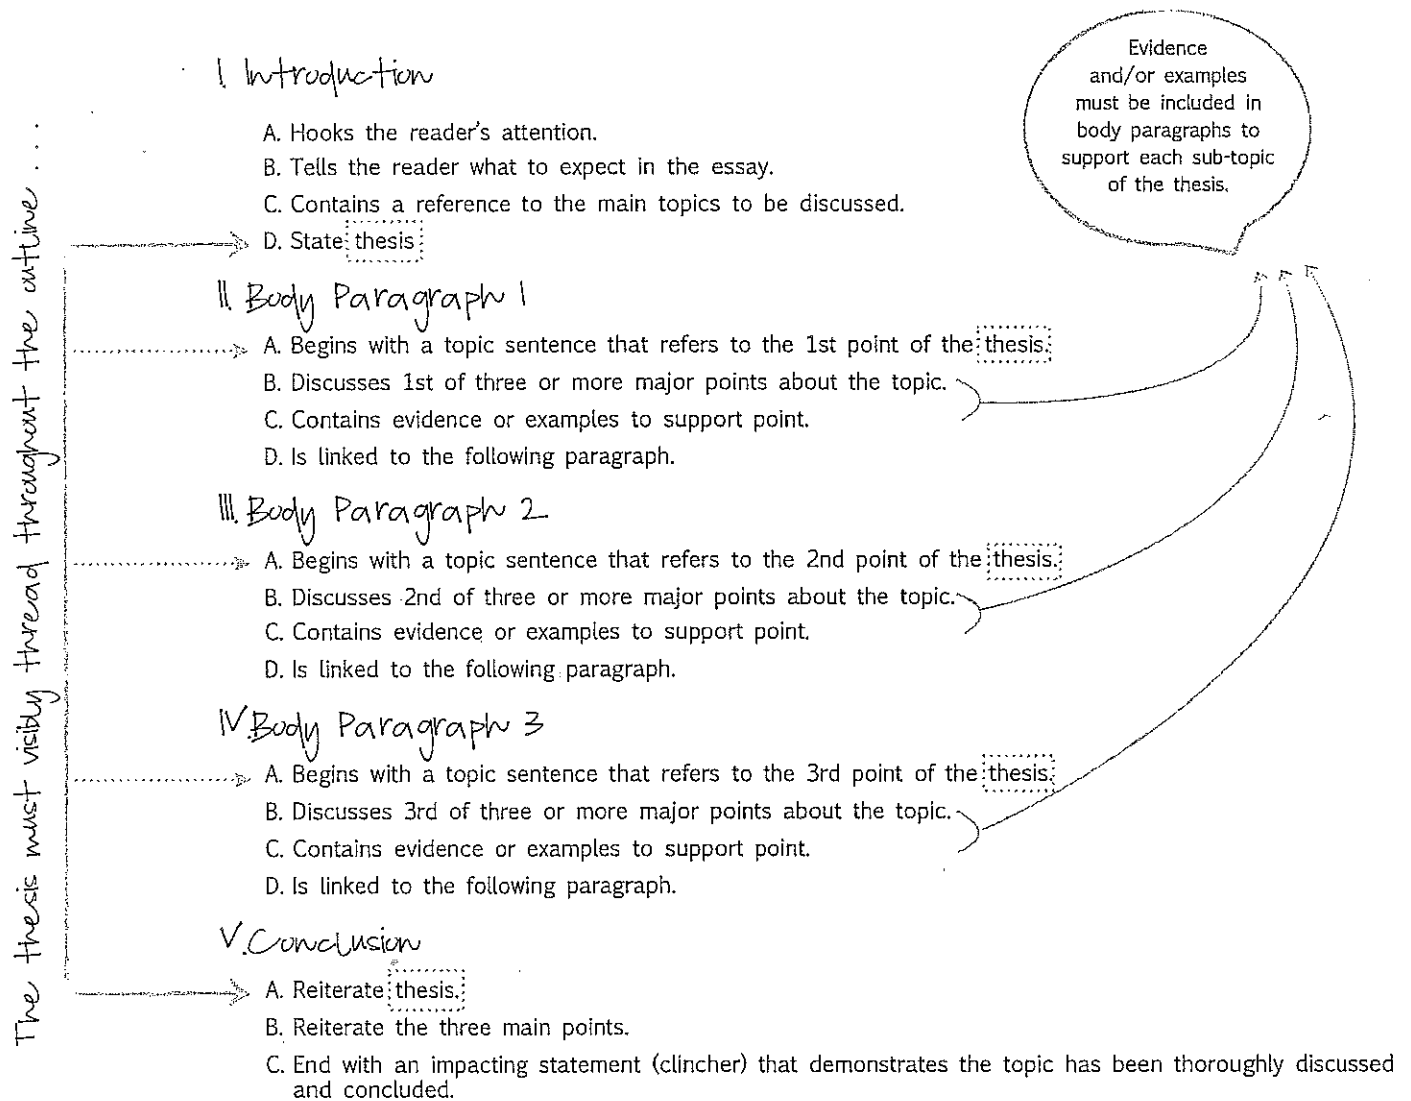 I. Introduction
A. Hooks the reader's attention.
B. Tells the reader what to expect in the essay.
C. Contains a reference to the main topics to be discussed.
D. State thesis
II. Body Paragraph 1
A. Begins with a topic sentence that refers to the 1st point of the thesis.
B. Discusses 1st of three or more major points about the topic.
C. Contains evidence or examples to support point.
D. Is linked to the following paragraph.
III. Body Paragraph 2
A. Begins with a topic sentence that refers to the 2nd point of the thesis.
B. Discusses 2nd of three or more major points about the topic.
C. Contains evidence or examples to support point.
D. Is linked to the following paragraph.
IV. Body Paragraph 3
A. Begins with a topic sentence that refers to the 3rd point of the thesis.
B. Discusses 3rd of three or more major points about the topic.
C. Contains evidence or examples to support point.
D. Is linked to the following paragraph.
V. Conclusion
A. Reiterate thesis.
B. Reiterate the three main points.
C. End with an impacting statement (clincher) that demonstrates the topic has been thoroughly discussed
and concluded.
Evidence
and/or examples
must be included in
body paragraphs to
support each sub-topic
of the thesis.
The thesis must visibly thread throughout the outline....